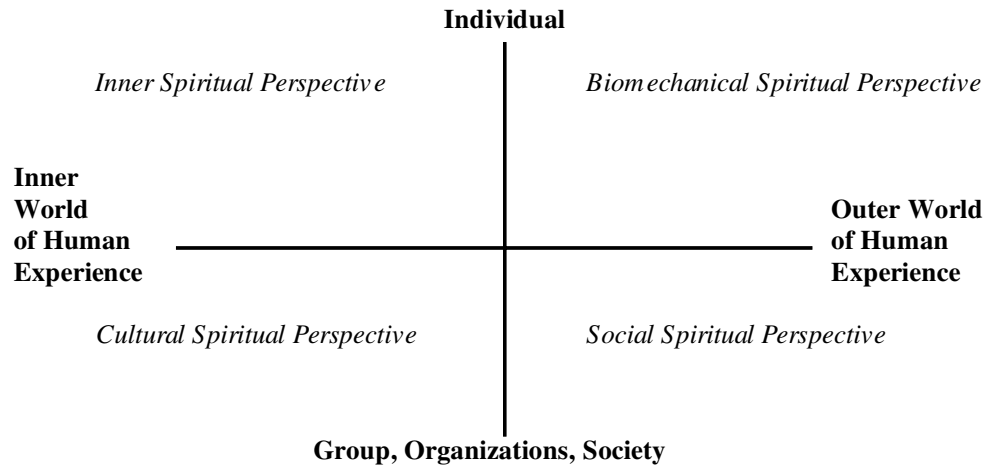 Individual
Inner Spiritual Perspective
Biomechanical Spiritual Perspective
Inner
World
of Human
Experience
Outer World
of Human
Experience
Cultural Spiritual Perspective
Social Spiritual Perspective
Group, Organizations, Society